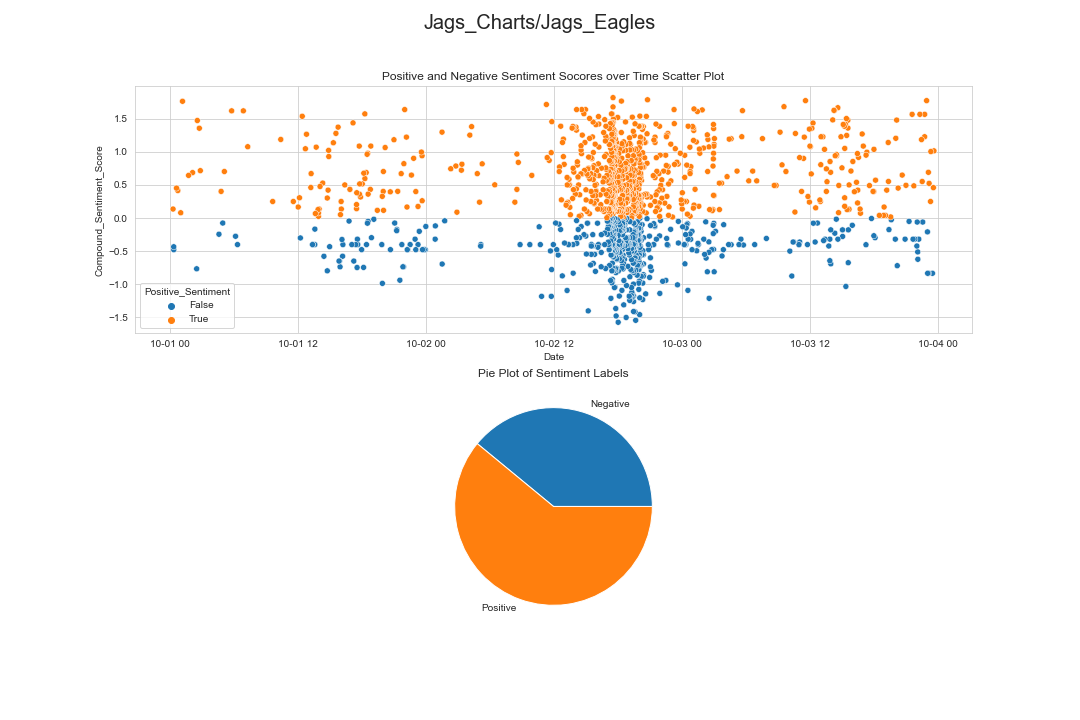 Jags_Charts/Jags_Eagles
Positive and Negative Sentiment Socores over Time Scatter Plot
Compound_Sentiment_Score
1.5
1.0
0.5
0.0
−0.5
−1.0
−1.5
Positive_Sentiment
False
True
10-01 00 10-01 12 10-02 00 10-02 12 10-03 00 10-03 12 10-04 00
Date
Pie Plot of Sentiment Labels
Negative
Positive